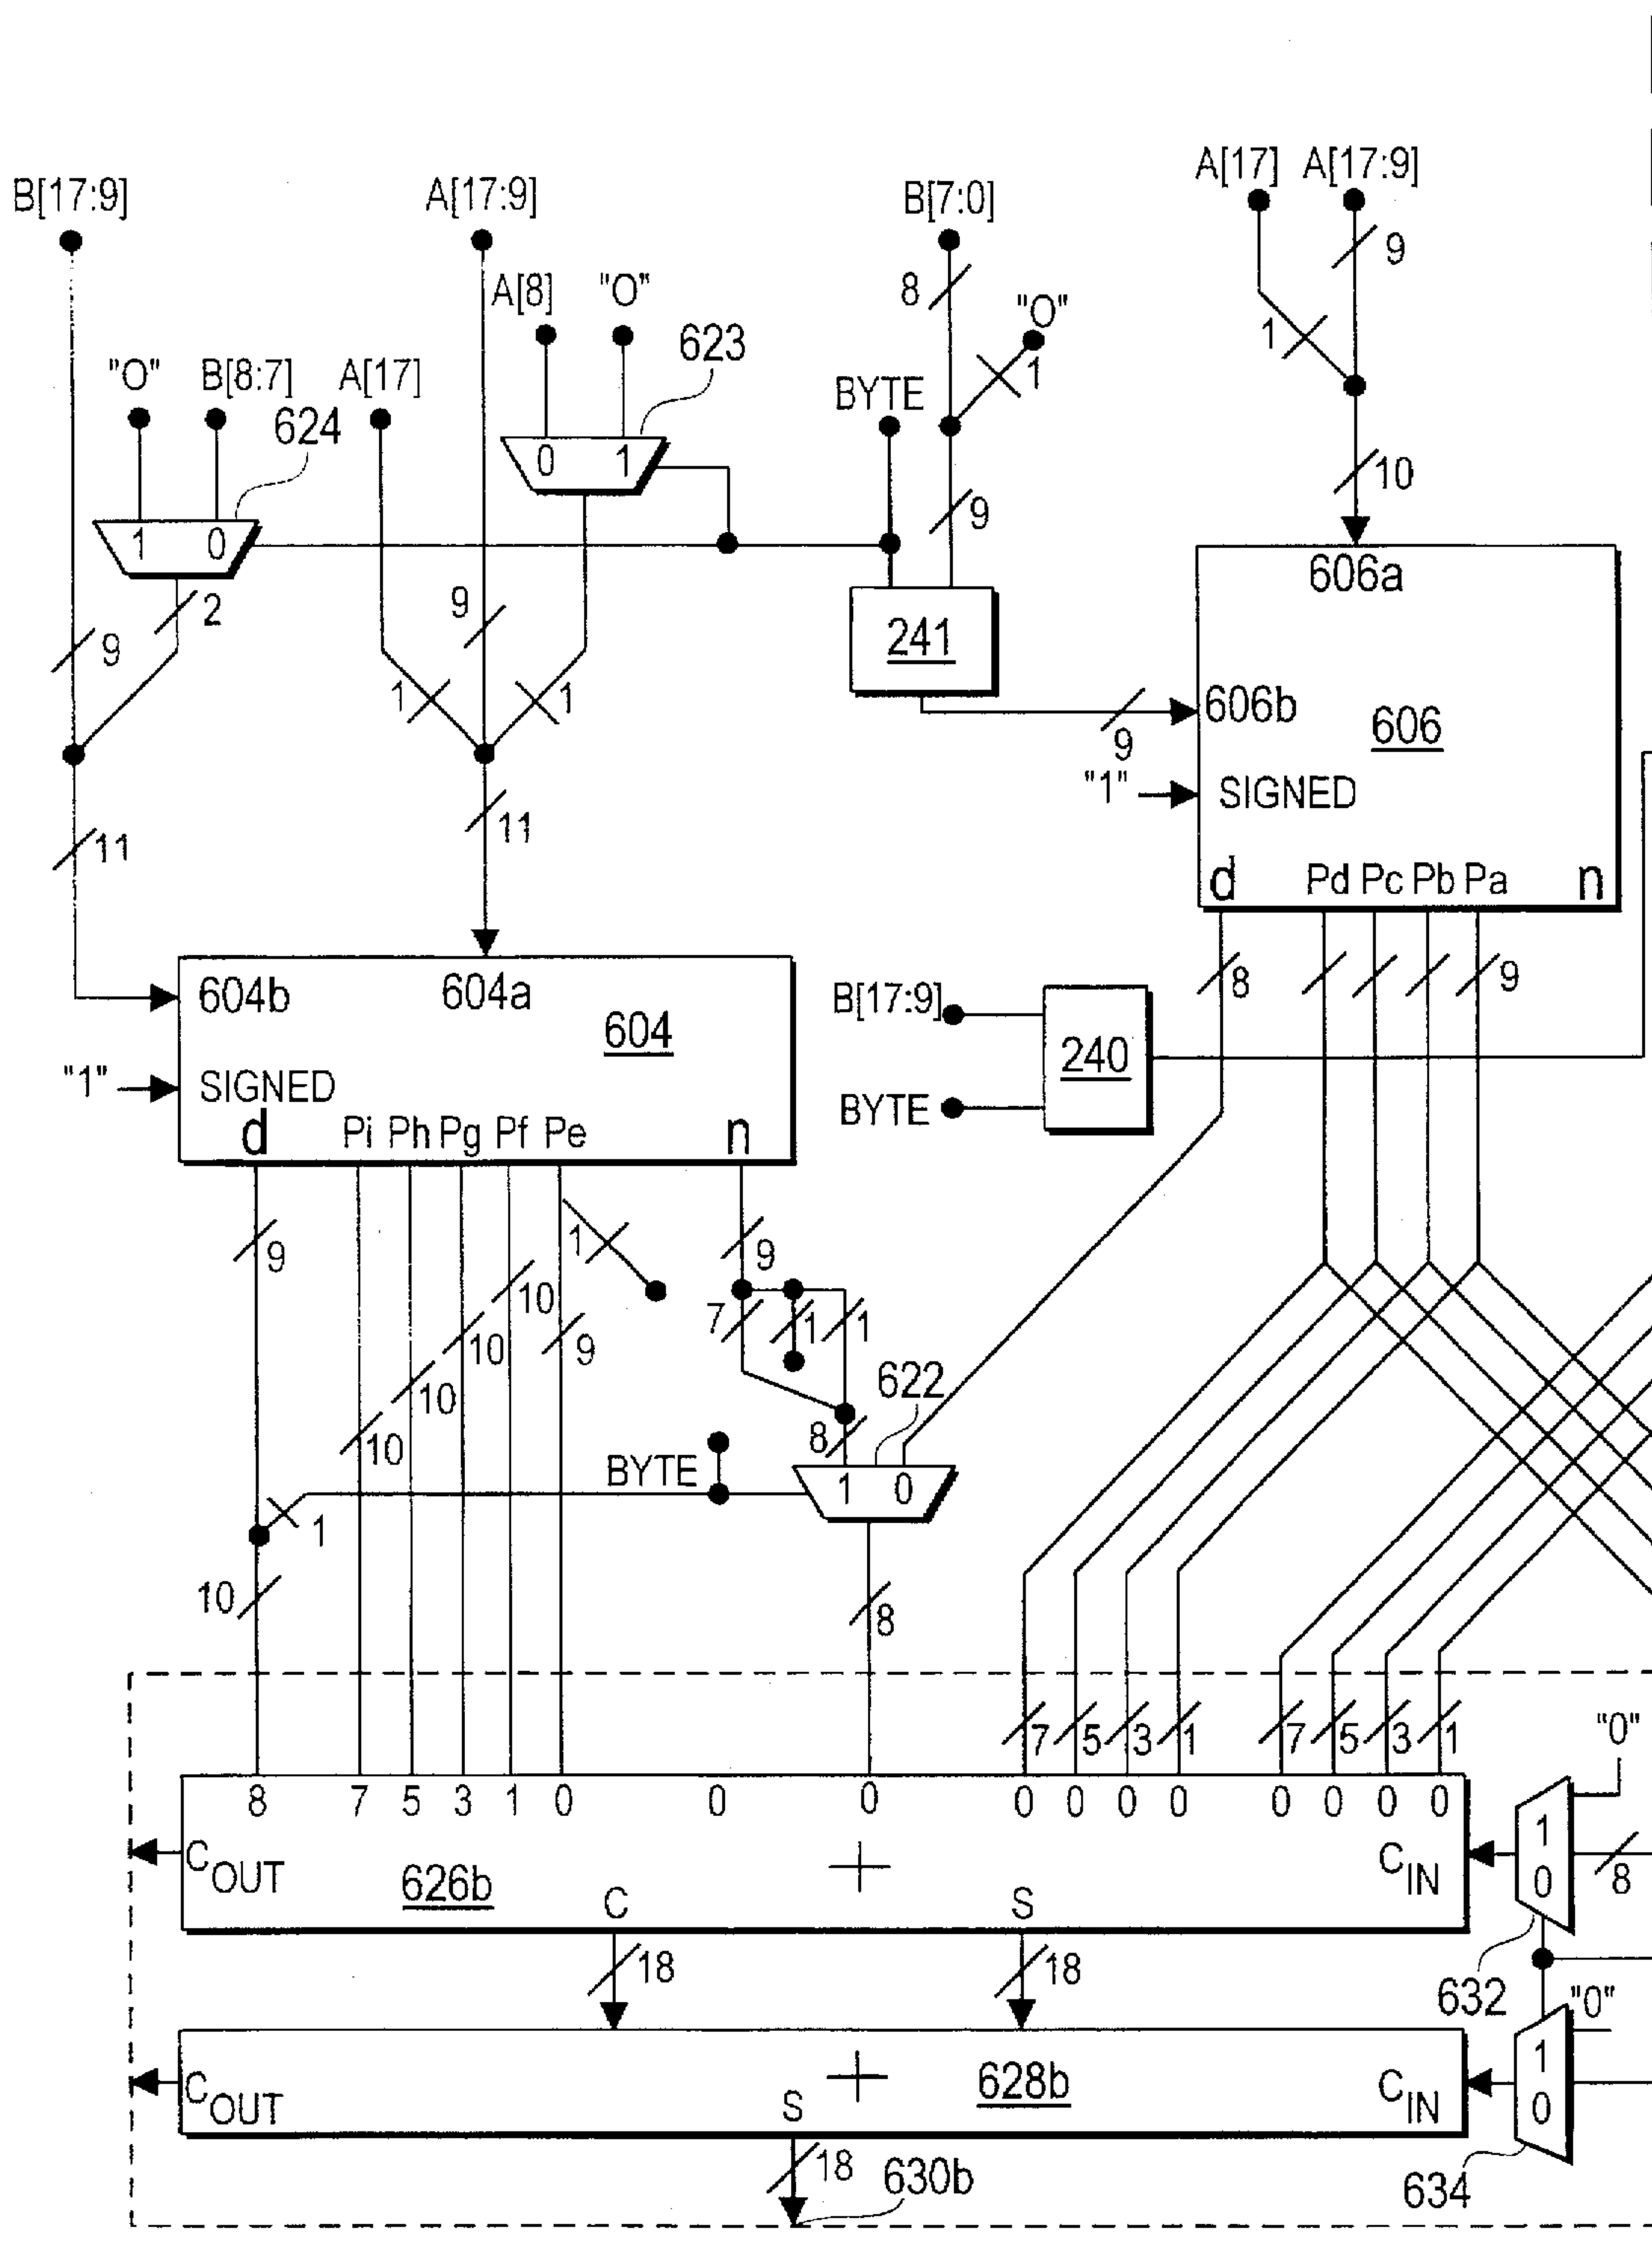 A[17] A[17:9]
B[17:9] A[17:9] B[7:0]
9
A[8] "O" 8 "O"
623 1 1
"O" B[8:7] A[17] BYTE
624
0 1 10
9
1 0
606a
2 9 241
9 1 1 606b 606
9
"1" SIGNED
11 11
d Pd Pc Pb Pa n
8 9
604b 604a B[17:9]
604 240
"1" SIGNED BYTE
d Pi Ph Pg Pf Pe n
9 1 9
10
10 9 7 1 1
10 622
10 8
BYTE 1 0
1
10 8
7 5 3 1 7 5 3 1 "0"
8 7 5 3 1 0 0 0 0 0 0 0 0 0 0 0
1
COUT 626b + CIN 8
0
C S
18 18 632 "0"
1
COUT + 628b CIN
0
S
18 630b 634